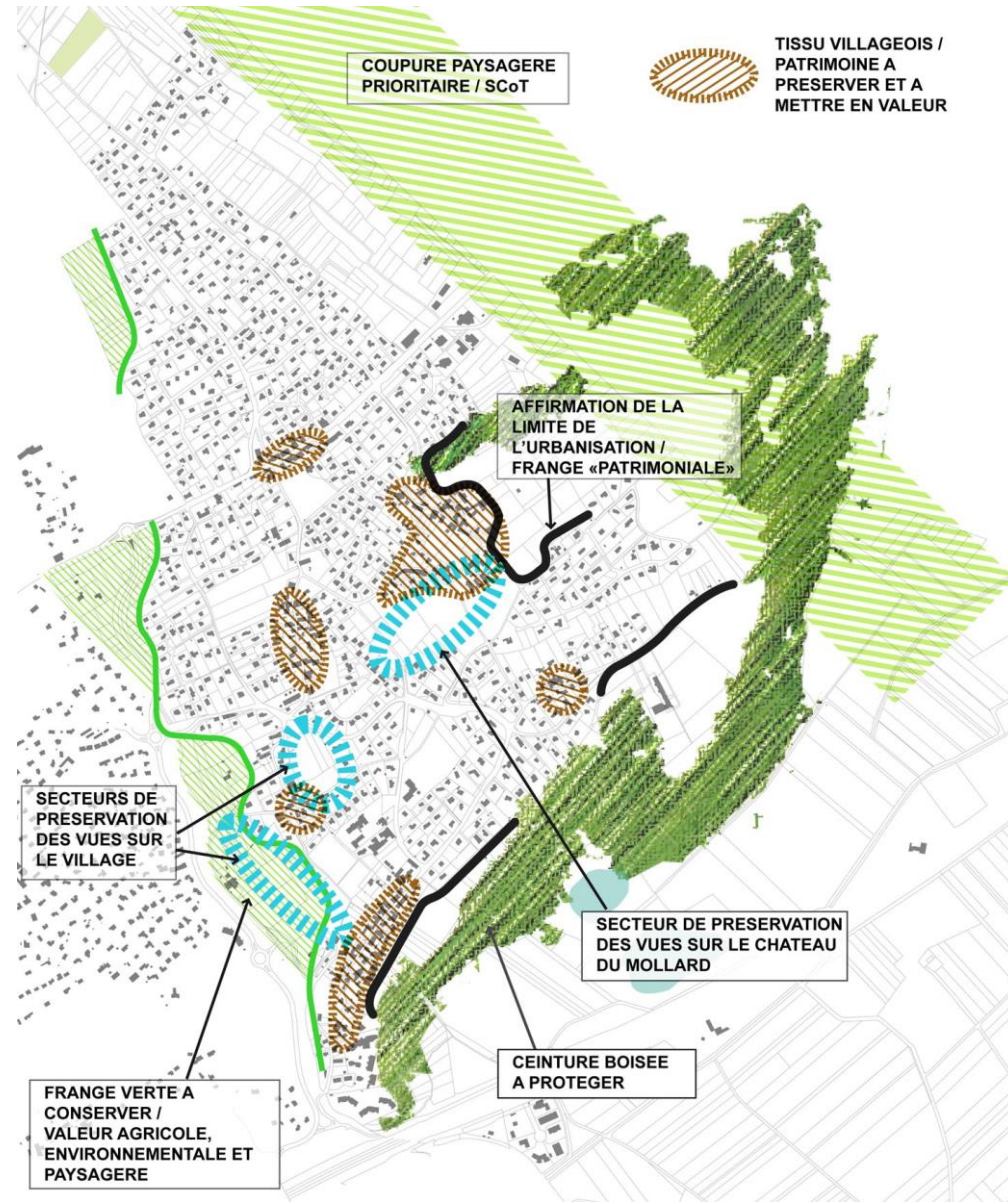 COUPURE PAYSAGERE
PRIORITAIRE / SCoT
TISSU VILLAGEOIS /
PATRIMOINE A
PRESERVER ET A
METTRE EN VALEUR
AFFIRMATION DE LA
LIMITE DE
L'URBANISATION /
FRANGE «PATRIMONIALE»
SECTEURS DE
PRESERVATION
DES VUES SUR
LE VILLAGE
SECTEUR DE PRESERVATION
DES VUES SUR LE CHATEAU
DU MOLLARD
CEINTURE BOISEE
A PROTEGER
FRANGE VERTE A
CONSERVER /
VALEUR AGRICOLE,
ENVIRONNEMENTALE ET
PAYSAGERE